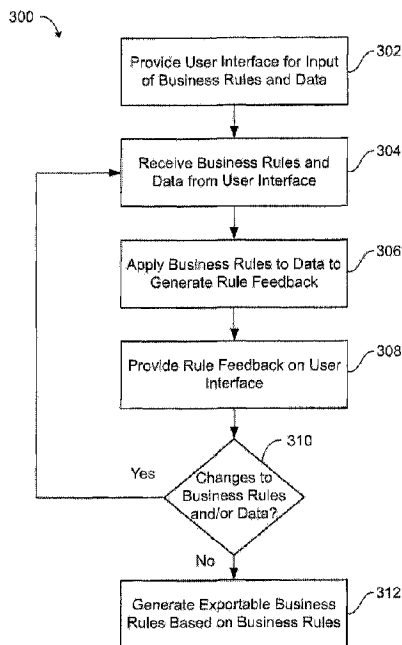 300
Provide User Interface for Input
of Business Rules and Data
302
Receive Business Rules and
Data from User Interface
304
Apply Business Rules to Data to
Generate Rule Feedback
306
Provide Rule Feedback on User
Interface
308
310
Yes
Changes to
Business Rules
and/or Data?
No
Generate Exportable Business
Rules Based on Business Rules
312